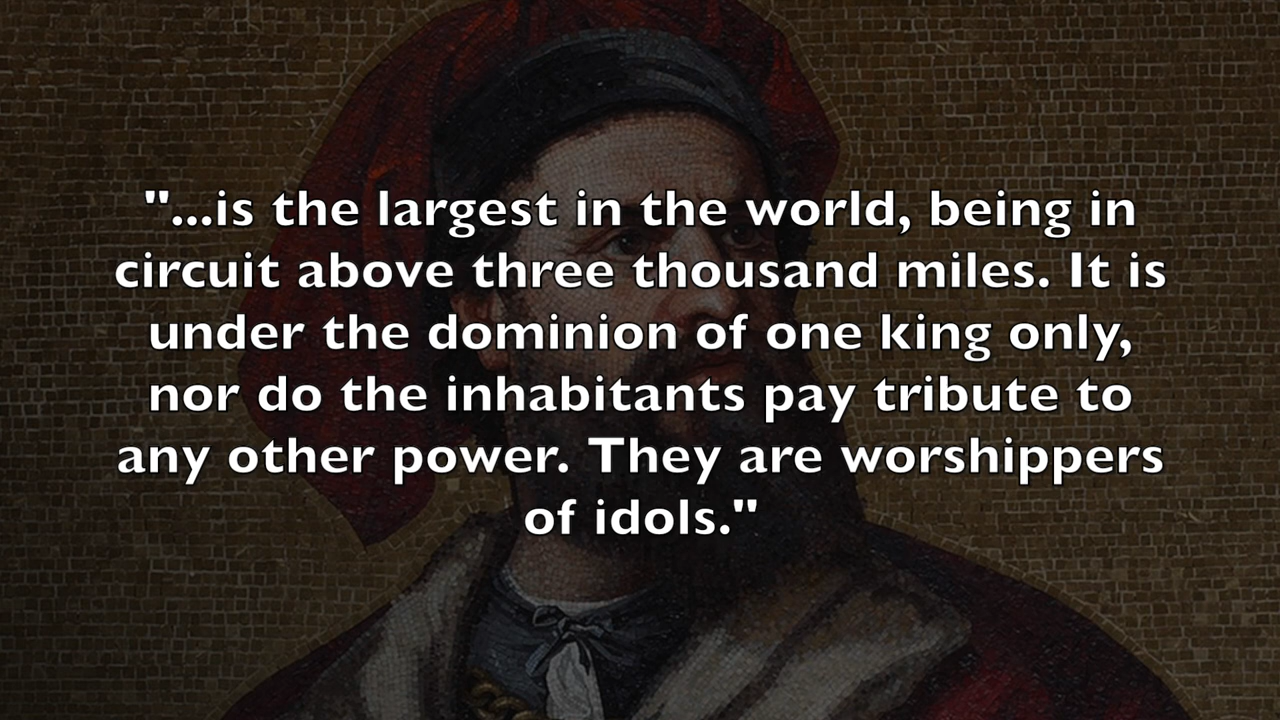 "...is the largest in the world, being in
circuit above three thousand miles. It is
under the dominion of one king only,
nor do the inhabitants pay tribute to
any other power. They are worshippers
of idols."